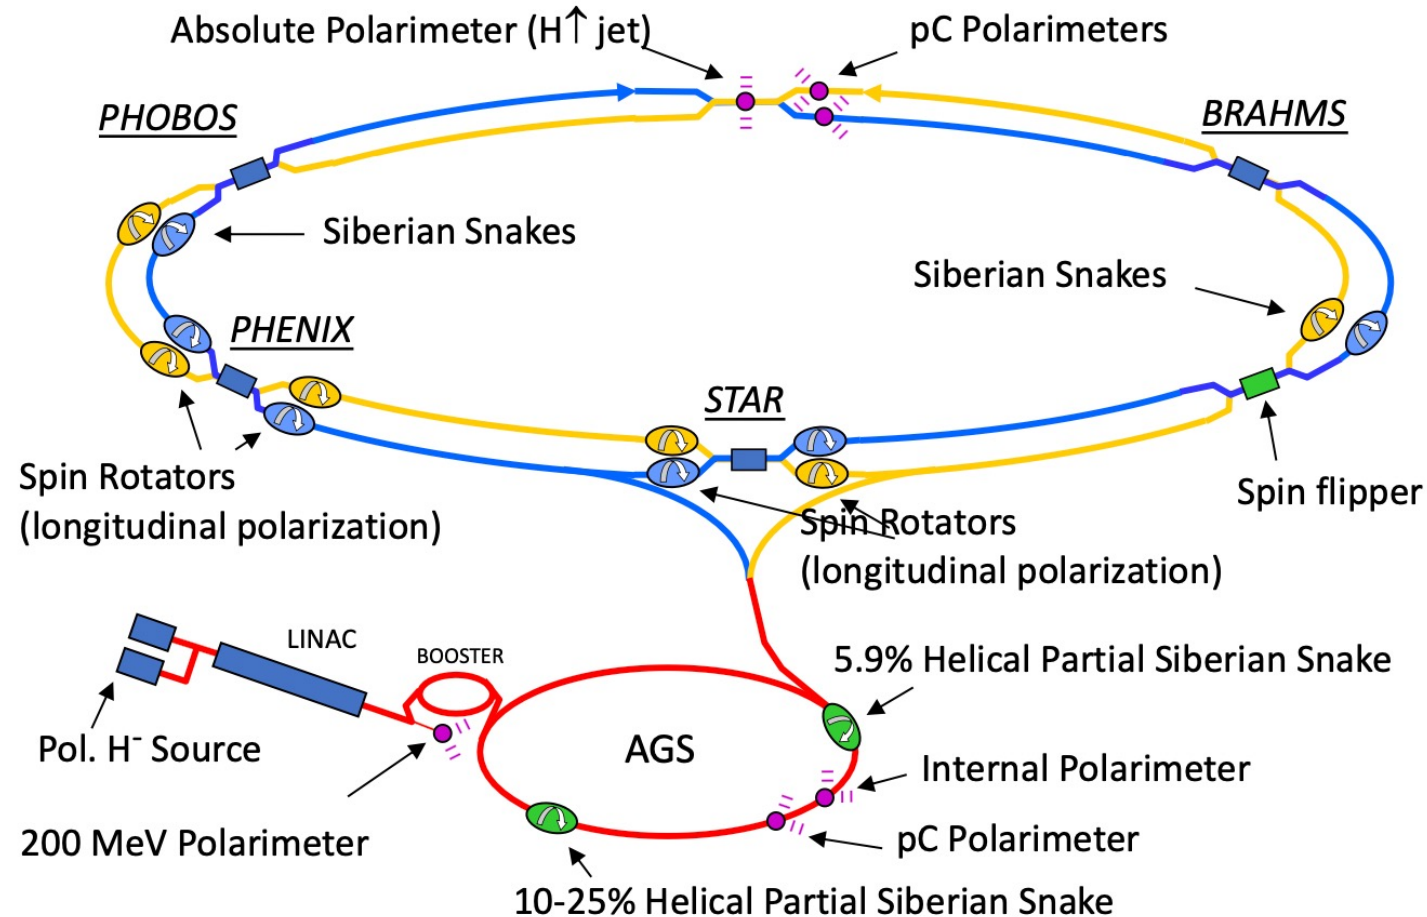 Absolute Polarimeter (H↑ jet)
pC Polarimeters
PHOBOS
BRAHMS
Siberian Snakes
Siberian Snakes
PHENIX
STAR
Spin Rotators
(longitudinal polarization)
Spin flipper
Spin Rotators
(longitudinal polarization)
LINAC
BOOSTER
5.9% Helical Partial Siberian Snake
Pol. H⁻ Source
AGS
Internal Polarimeter
200 MeV Polarimeter
pC Polarimeter
10-25% Helical Partial Siberian Snake